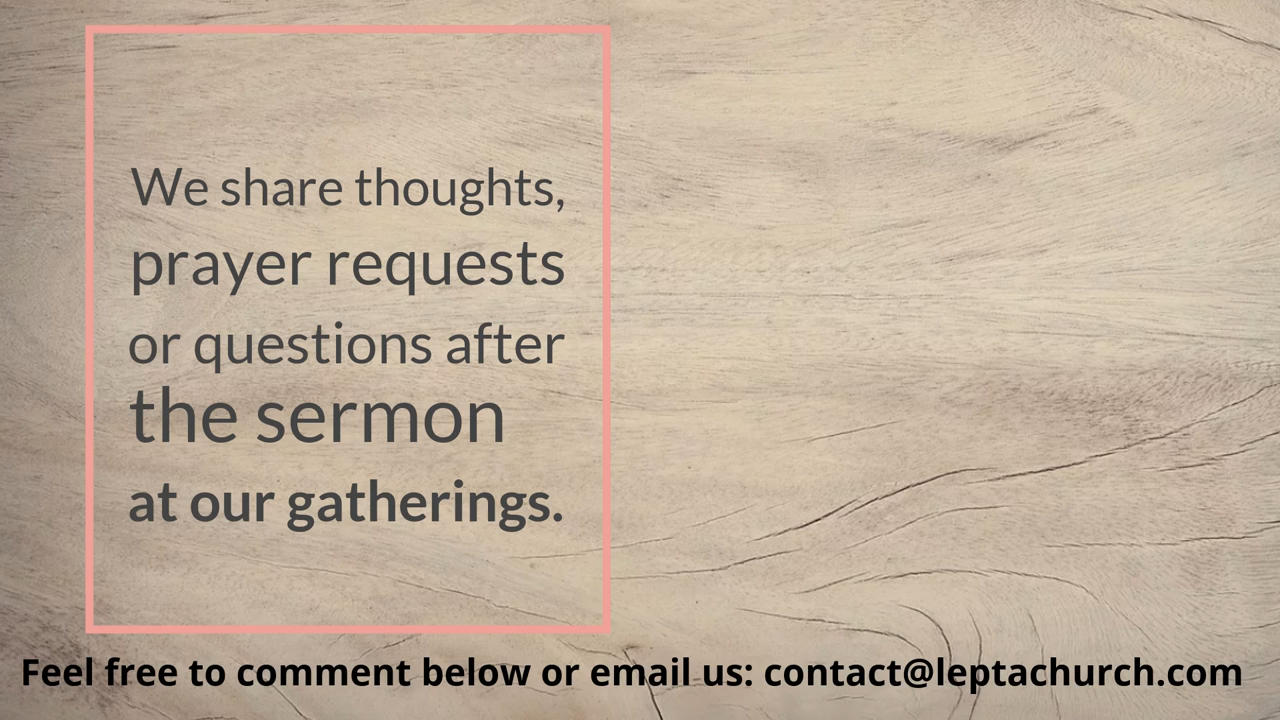 We share thoughts,
prayer requests
or questions after
the sermon
at our gatherings.
Feel free to comment below or email us: contact@leptachurch.com